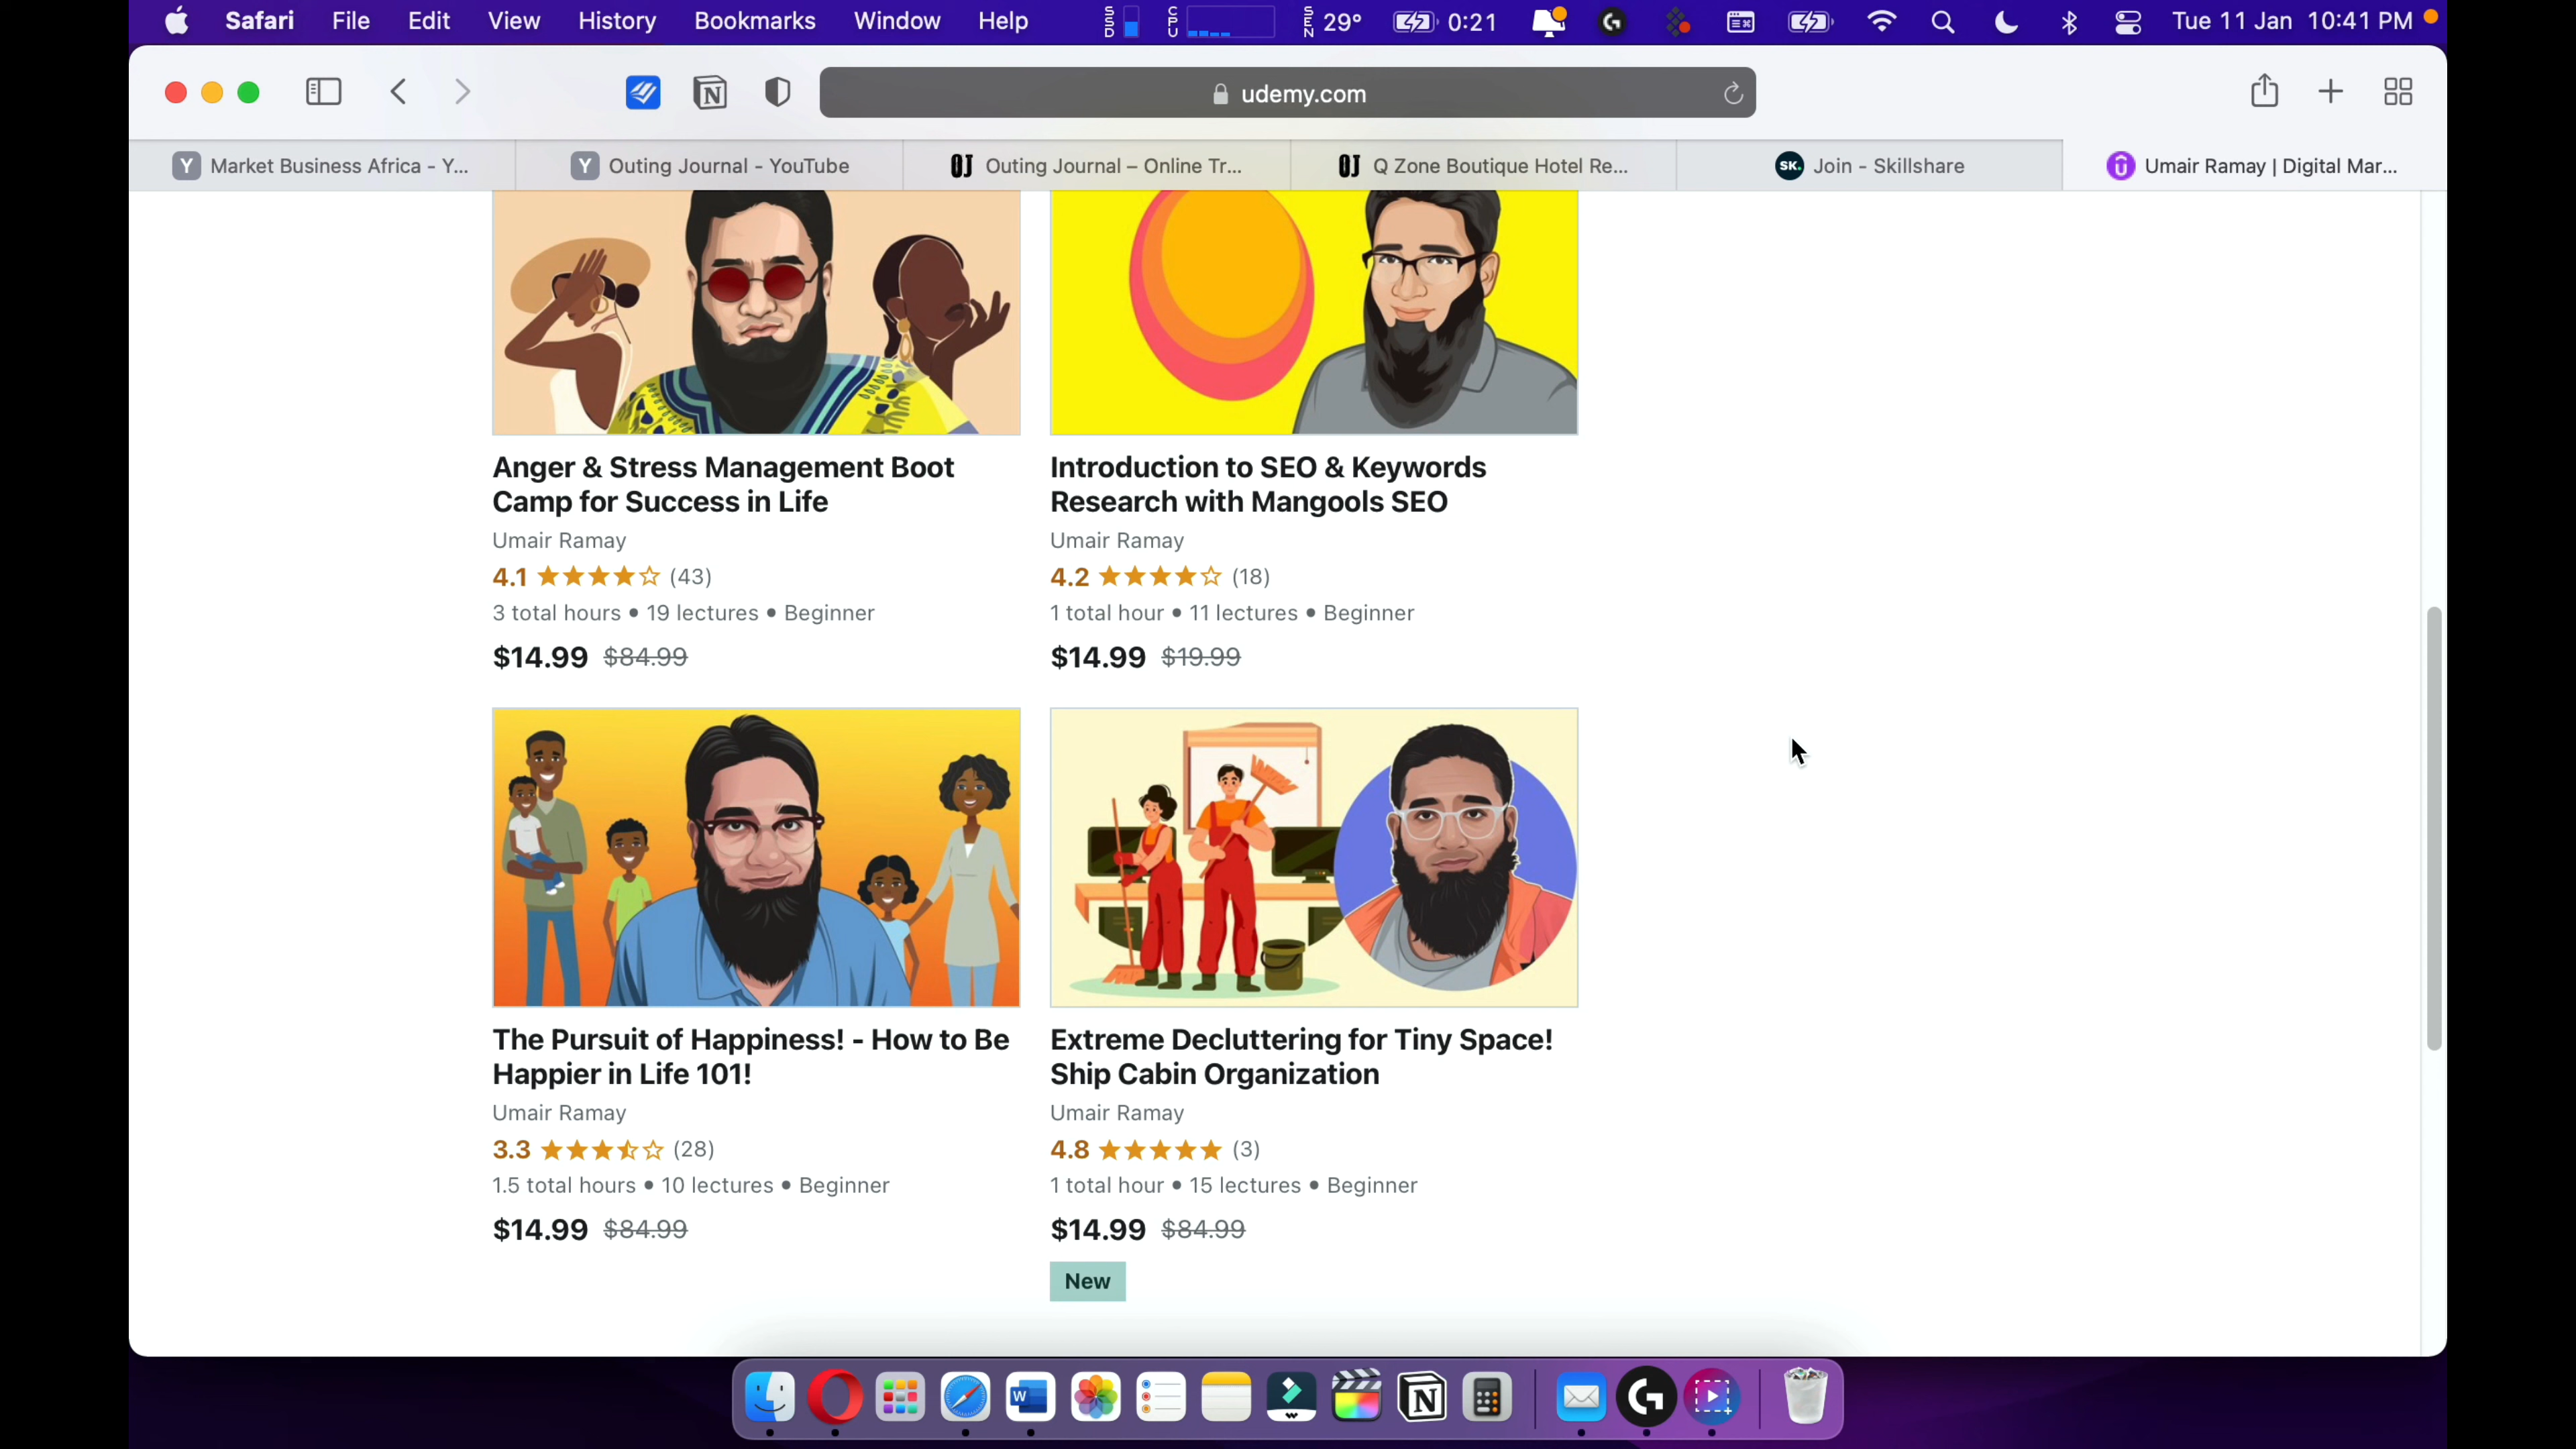 Safari File Edit View History Bookmarks Window Help SSD CPU SEN 29° 0:21 Tue 11 Jan 10:41 PM
udemy.com
Y Market Business Africa - Y... Y Outing Journal - YouTube OJ Outing Journal – Online Tr... OJ Q Zone Boutique Hotel Re... SK. Join - Skillshare Umair Ramay | Digital Mar...
Anger & Stress Management Boot
Camp for Success in Life
Umair Ramay
4.1 (43)
3 total hours • 19 lectures • Beginner
$14.99 $84.99
Introduction to SEO & Keywords
Research with Mangools SEO
Umair Ramay
4.2 (18)
1 total hour • 11 lectures • Beginner
$14.99 $19.99
The Pursuit of Happiness! - How to Be
Happier in Life 101!
Umair Ramay
3.3 (28)
1.5 total hours • 10 lectures • Beginner
$14.99 $84.99
Extreme Decluttering for Tiny Space!
Ship Cabin Organization
Umair Ramay
4.8 (3)
1 total hour • 15 lectures • Beginner
$14.99 $84.99
New